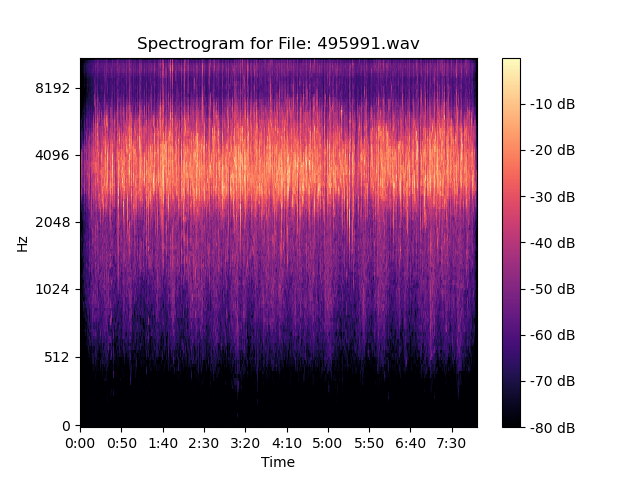 Spectrogram for File: 495991.wav
8192
4096
2048
1024
512
0
Hz
0:00 0:50 1:40 2:30 3:20 4:10 5:00 5:50 6:40 7:30
Time
-10 dB
-20 dB
-30 dB
-40 dB
-50 dB
-60 dB
-70 dB
-80 dB